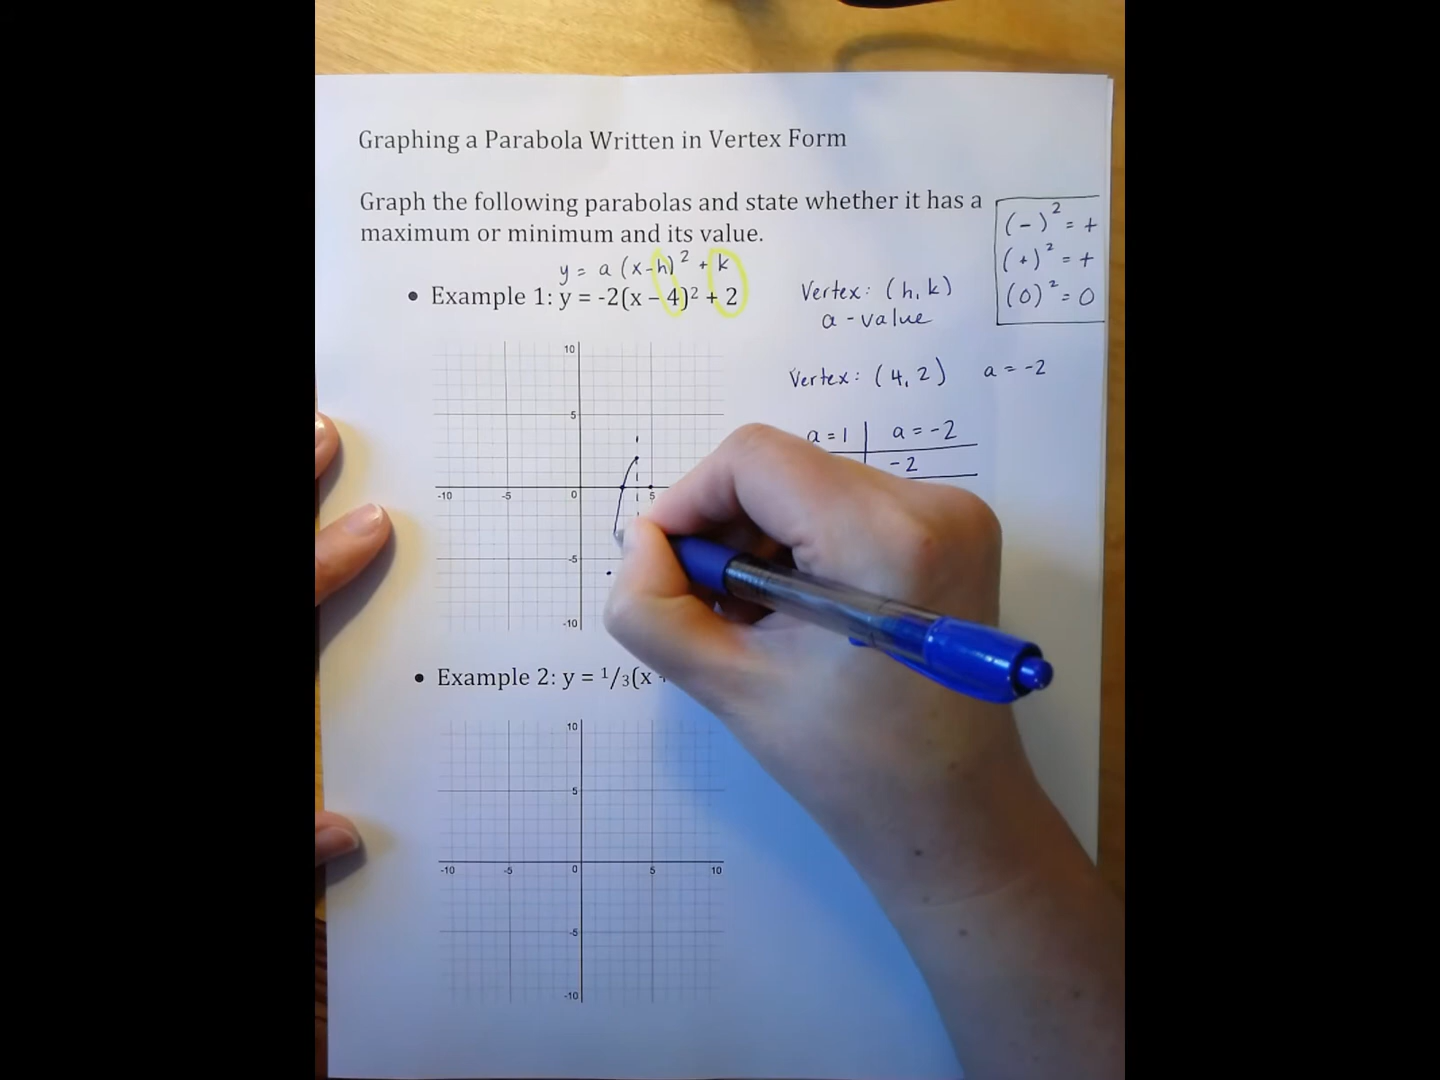 Graphing a Parabola Written in Vertex Form
Graph the following parabolas and state whether it has a
maximum or minimum and its value.
y = a (x-h)² + k
• Example 1: y = -2(x – 4)² + 2
(-)² = +
(+)² = +
(0)² = 0
Vertex: (h, k)
a - value
Vertex: (4, 2) a = -2
a = 1 | a = -2
-2
10
5
-10 -5 0 5
-5
-10
• Example 2: y = ¹/₃(x
10
5
-10 -5 0 5 10
-5
-10